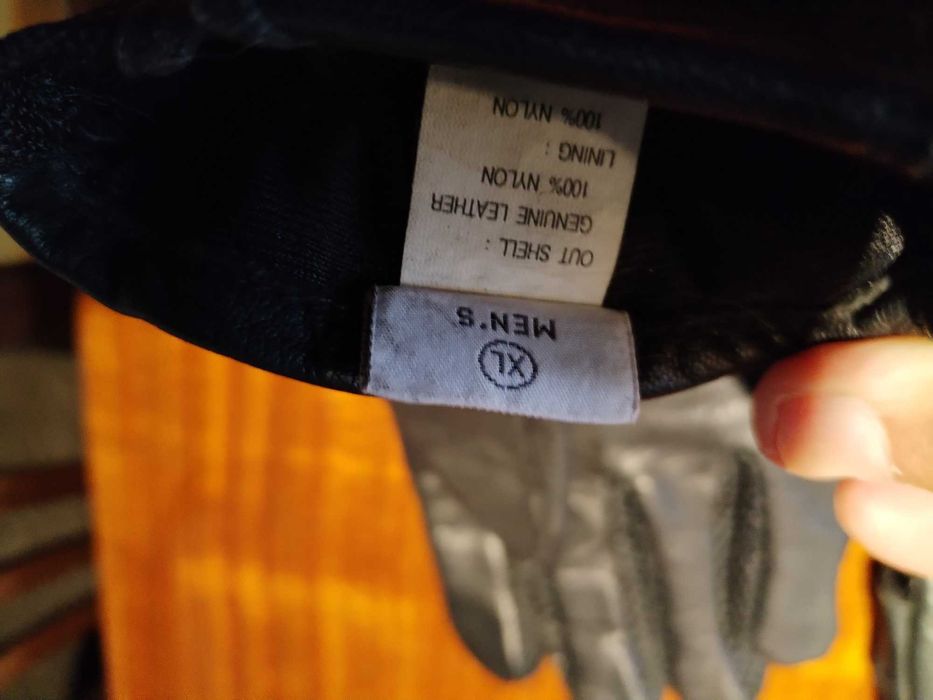 XL
MEN'S
OUT SHELL :
GENUINE LEATHER
100% NYLON
LINING :
100% NYLON